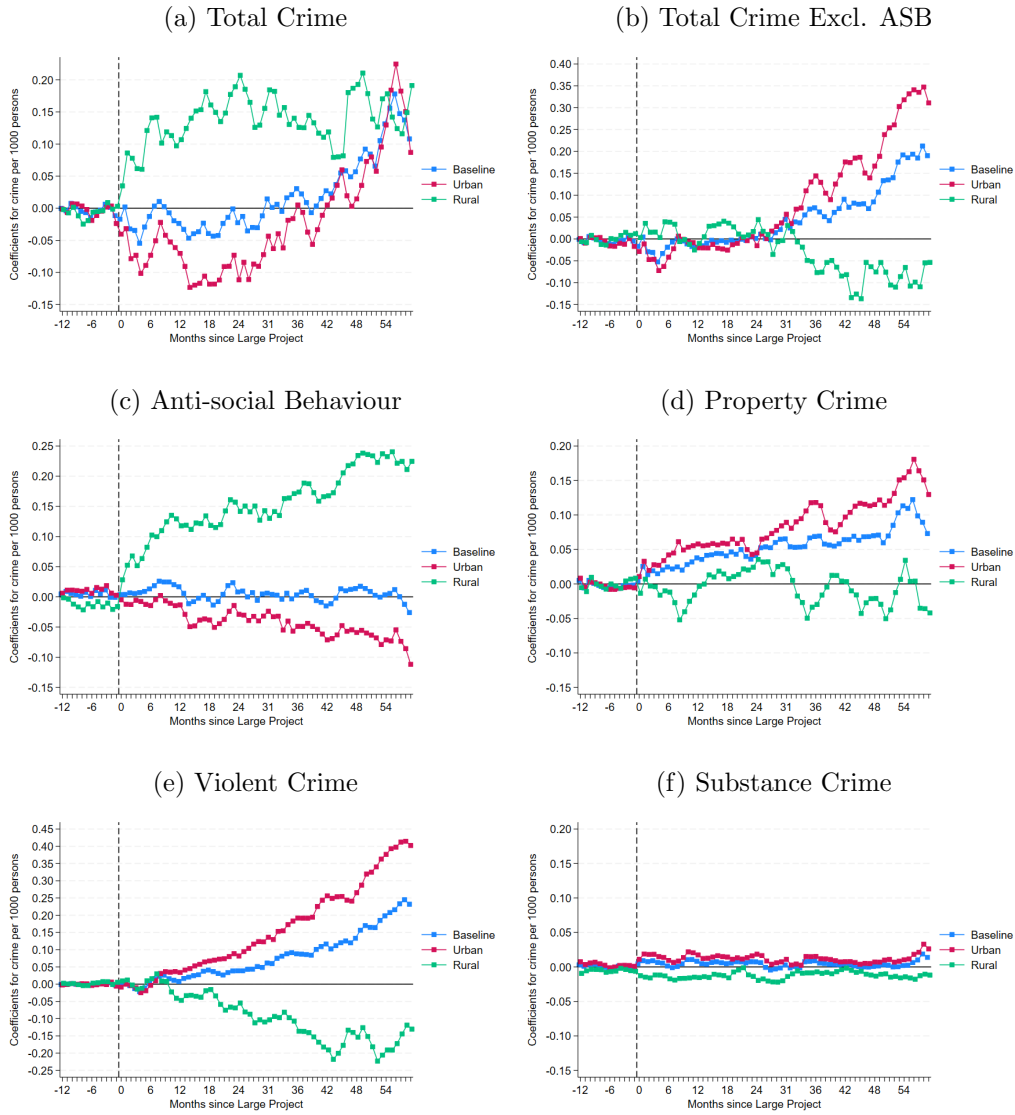 (a) Total Crime
Coefficients for crime per 1000 persons
0.20
0.15
0.10
0.05
0.00
-0.05
-0.10
-0.15
-12 -6 0 6 12 18 24 31 36 42 48 54
Months since Large Project
Baseline
Urban
Rural
(b) Total Crime Excl. ASB
Coefficients for crime per 1000 persons
0.40
0.35
0.30
0.25
0.20
0.15
0.10
0.05
0.00
-0.05
-0.10
-0.15
-12 -6 0 6 12 18 24 31 36 42 48 54
Months since Large Project
Baseline
Urban
Rural
(c) Anti-social Behaviour
Coefficients for crime per 1000 persons
0.25
0.20
0.15
0.10
0.05
0.00
-0.05
-0.10
-0.15
-12 -6 0 6 12 18 24 31 36 42 48 54
Months since Large Project
Baseline
Urban
Rural
(d) Property Crime
Coefficients for crime per 1000 persons
0.20
0.15
0.10
0.05
0.00
-0.05
-0.10
-0.15
-12 -6 0 6 12 18 24 31 36 42 48 54
Months since Large Project
Baseline
Urban
Rural
(e) Violent Crime
Coefficients for crime per 1000 persons
0.45
0.40
0.35
0.30
0.25
0.20
0.15
0.10
0.05
0.00
-0.05
-0.10
-0.15
-0.20
-0.25
-12 -6 0 6 12 18 24 31 36 42 48 54
Months since Large Project
Baseline
Urban
Rural
(f) Substance Crime
Coefficients for crime per 1000 persons
0.20
0.15
0.10
0.05
0.00
-0.05
-0.10
-0.15
-12 -6 0 6 12 18 24 31 36 42 48 54
Months since Large Project
Baseline
Urban
Rural